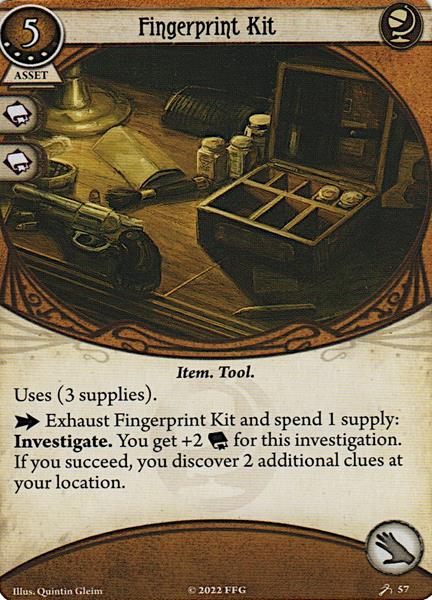 5
Fingerprint Kit
ASSET
Item. Tool.
Uses (3 supplies).
Exhaust Fingerprint Kit and spend 1 supply:
Investigate. You get +2 for this investigation.
If you succeed, you discover 2 additional clues at
your location.
Illus. Quintin Gleim
© 2022 FFG
57